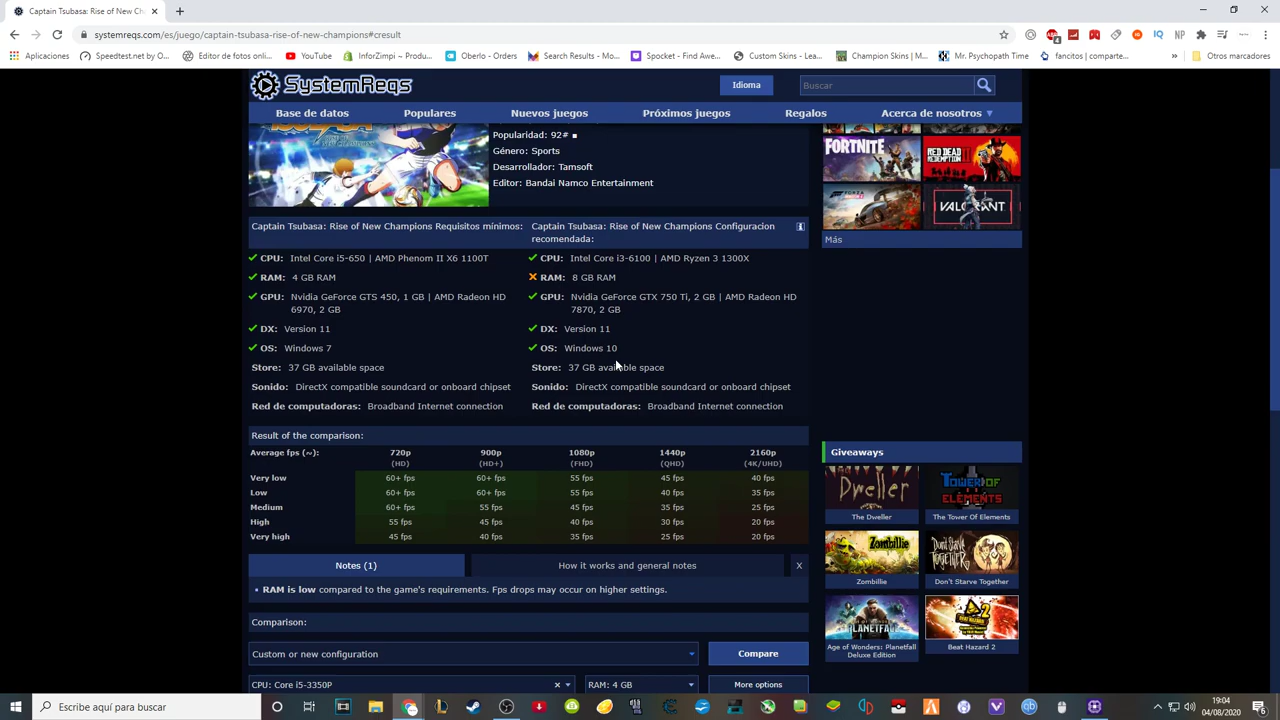 Captain Tsubasa: Rise of New Ch
systemreqs.com/es/juego/captain-tsubasa-rise-of-new-champions#cresult
Aplicaciones
Speedtest.net by O...
Editor de fotos onli...
YouTube
InforZimpi ~ Produ...
Oberlo - Orders
Search Results - Mo...
Spocket - Find Awe...
Custom Skins - Lea...
Champion Skins | M...
Mr. Psychopath Time
fancitos | comparte...
»
Otros marcadores
SystemReqs
Idioma
Buscar
Base de datos
Populares
Nuevos juegos
Próximos juegos
Regalos
Acerca de nosotros ▼
Popularidad: 92# ■
Género: Sports
Desarrollador: Tamsoft
Editor: Bandai Namco Entertainment
FORTNITE
RED DEAD
REDEMPTION II
VALORANT
Más
Captain Tsubasa: Rise of New Champions Requisitos mínimos:
CPU: Intel Core i5-650 | AMD Phenom II X6 1100T
RAM: 4 GB RAM
GPU: Nvidia GeForce GTS 450, 1 GB | AMD Radeon HD
6970, 2 GB
DX: Version 11
OS: Windows 7
Store: 37 GB available space
Sonido: DirectX compatible soundcard or onboard chipset
Red de computadoras: Broadband Internet connection
Captain Tsubasa: Rise of New Champions Configuracion
recomendada:
CPU: Intel Core i3-6100 | AMD Ryzen 3 1300X
RAM: 8 GB RAM
GPU: Nvidia GeForce GTX 750 Ti, 2 GB | AMD Radeon HD
7870, 2 GB
DX: Version 11
OS: Windows 10
Store: 37 GB available space
Sonido: DirectX compatible soundcard or onboard chipset
Red de computadoras: Broadband Internet connection
Result of the comparison:
Average fps (~): 720p 900p 1080p 1440p 2160p
(HD) (HD+) (FHD) (QHD) (4K/UHD)
Very low 60+ fps 60+ fps 55 fps 45 fps 40 fps
Low 60+ fps 60+ fps 55 fps 40 fps 35 fps
Medium 60+ fps 55 fps 45 fps 35 fps 25 fps
High 55 fps 45 fps 40 fps 30 fps 20 fps
Very high 45 fps 40 fps 35 fps 25 fps 20 fps
Notes (1)
How it works and general notes
X
RAM is low compared to the game's requirements. Fps drops may occur on higher settings.
Comparison:
Custom or new configuration
Compare
CPU: Core i5-3350P
RAM: 4 GB
More options
Giveaways
Dweller
TOWER OF
ELEMENTS
The Dweller
The Tower Of Elements
Zombillie
Don't Starve
Together
Zombillie
Don't Starve Together
PLANETFALL
BEAT HAZARD
2
Age of Wonders: Planetfall
Deluxe Edition
Beat Hazard 2
Escribe aquí para buscar
19:04
04/08/2020